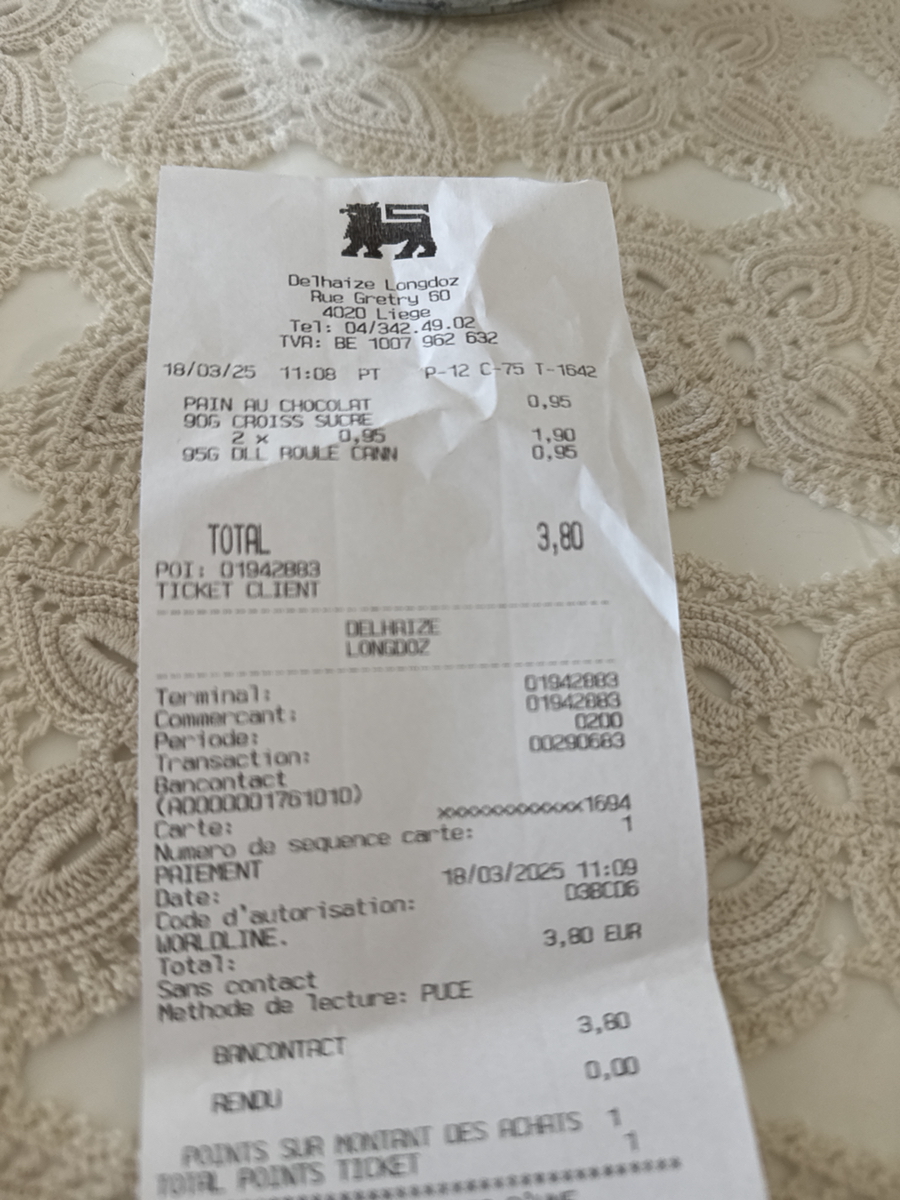 Delhaize Longdoz
Rue Gretry 60
4020 Liege
Tel: 04/342.49.02
TVA: BE 1007 962 632
18/03/25 11:08 PT P-12 C-75 T-1642
PAIN AU CHOCOLAT 0,95
90G CROISS SUCRE
2 x 0,95 1,90
95G DLL ROULE CANN 0,95
TOTAL 3,80
POI: 01942883
TICKET CLIENT
DELHAIZE
LONGDOZ
Terminal: 01942883
Commercant: 01942883
Periode: 0200
Transaction: 00290683
Bancontact
(A0000001761010)
Carte: xxxxxxxxxxxx1694
Numero de sequence carte: 1
PAIEMENT
Date: 18/03/2025 11:09
Code d'autorisation: D38CD6
WORLDLINE.
Total: 3,80 EUR
Sans contact
Methode de lecture: PUCE
BANCONTACT 3,80
RENDU 0,00
POINTS SUR MONTANT DES ACHATS 1
TOTAL POINTS TICKET 1